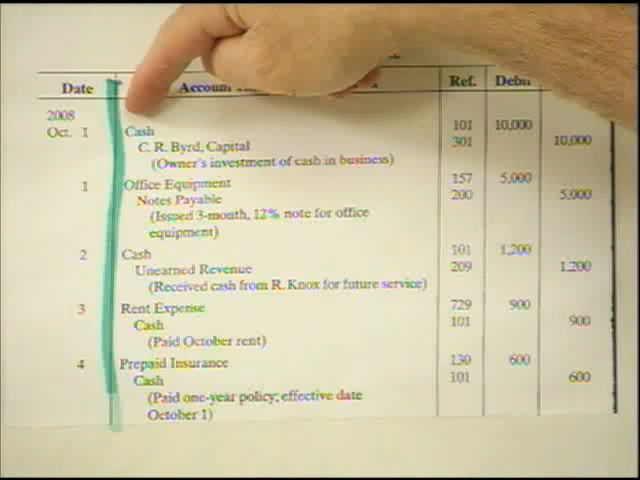 Date Ref.
2008
Oct. 1 Cash 101 10,000
C. R. Byrd, Capital 301 10,000
(Owner's investment of cash in business)
1 Office Equipment 157 5,000
Notes Payable 200 5,000
(Issued 3-month, 12% note for office
equipment)
2 Cash 101 1,200
Unearned Revenue 209 1,200
(Received cash from R. Knox for future service)
3 Rent Expense 729 900
Cash 101 900
(Paid October rent)
4 Prepaid Insurance 130 600
Cash 101 600
(Paid one-year policy; effective date
October 1)